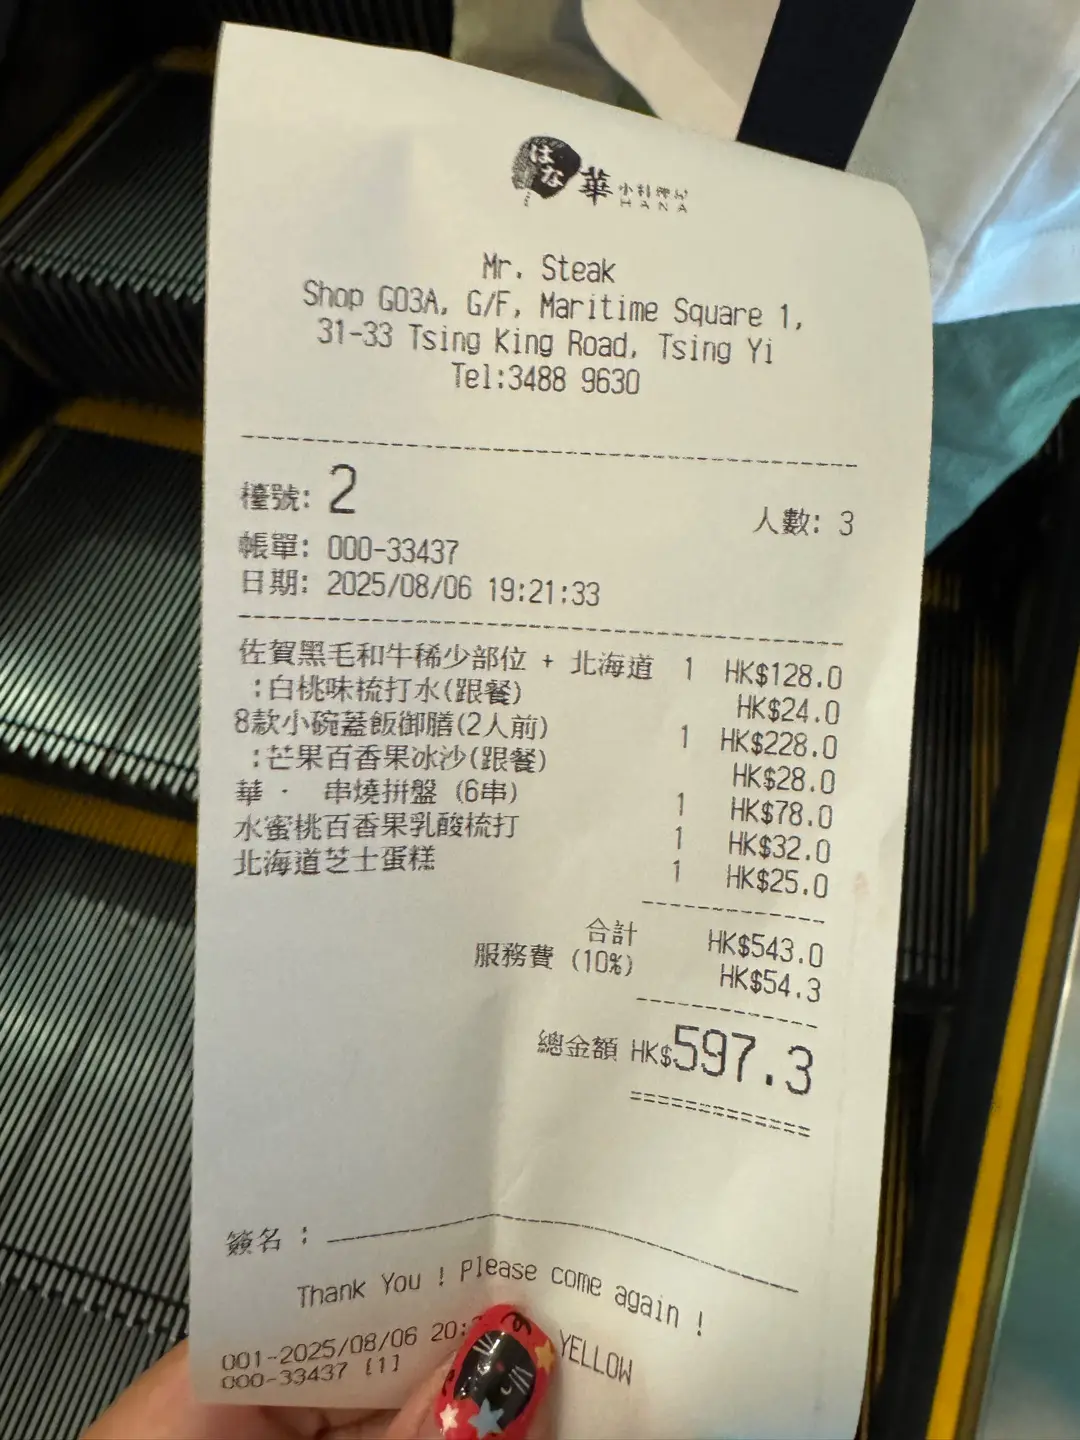 はな 華 小料理屋
HANA
Mr. Steak
Shop G03A, G/F, Maritime Square 1,
31-33 Tsing King Road, Tsing Yi
Tel:3488 9630
檯號: 2 人數: 3
帳單: 000-33437
日期: 2025/08/06 19:21:33
佐賀黑毛和牛稀少部位 + 北海道 1 HK$128.0
:白桃味梳打水(跟餐) HK$24.0
8款小碗蓋飯御膳(2人前) 1 HK$228.0
:芒果百香果冰沙(跟餐) HK$28.0
華 · 串燒拼盤 (6串) 1 HK$78.0
水蜜桃百香果乳酸梳打 1 HK$32.0
北海道芝士蛋糕 1 HK$25.0
合計 HK$543.0
服務費 (10%) HK$54.3
總金額 HK$597.3
簽名 :
Thank You ! Please come again !
001-2025/08/06 20: YELLOW
000-33437 [1]